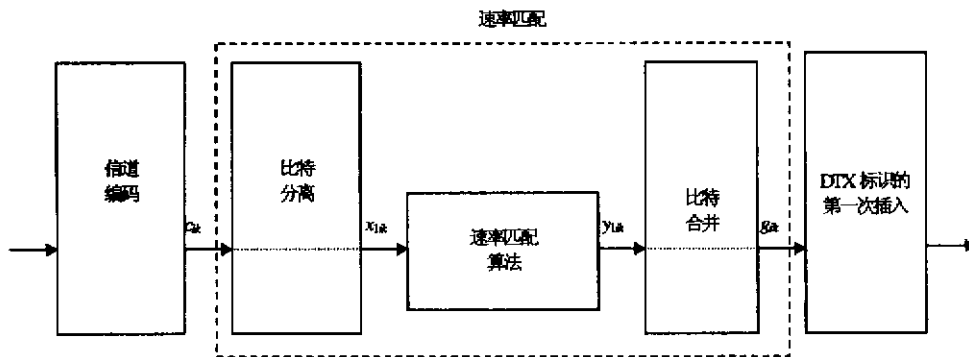 速率匹配
信道
编码
c_ik
比特
分离
x_1ik
速率匹配
算法
y_1ik
比特
合并
g_ik
DTX 标识的
第一次插入